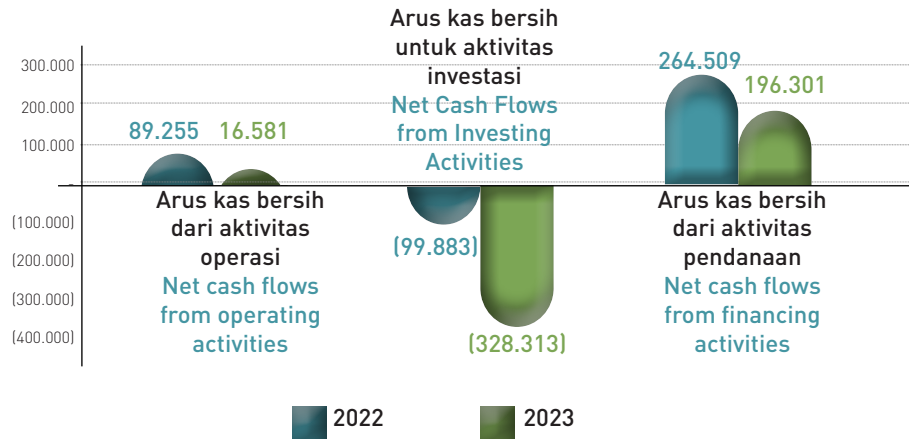 Arus kas bersih
untuk aktivitas
investasi
Net Cash Flows
from Investing
Activities
300.000
200.000
100.000
-
(100.000)
(200.000)
(300.000)
(400.000)
89.255
16.581
(99.883)
(328.313)
264.509
196.301
Arus kas bersih
dari aktivitas
operasi
Net cash flows
from operating
activities
Arus kas bersih
dari aktivitas
pendanaan
Net cash flows
from financing
activities
2022
2023